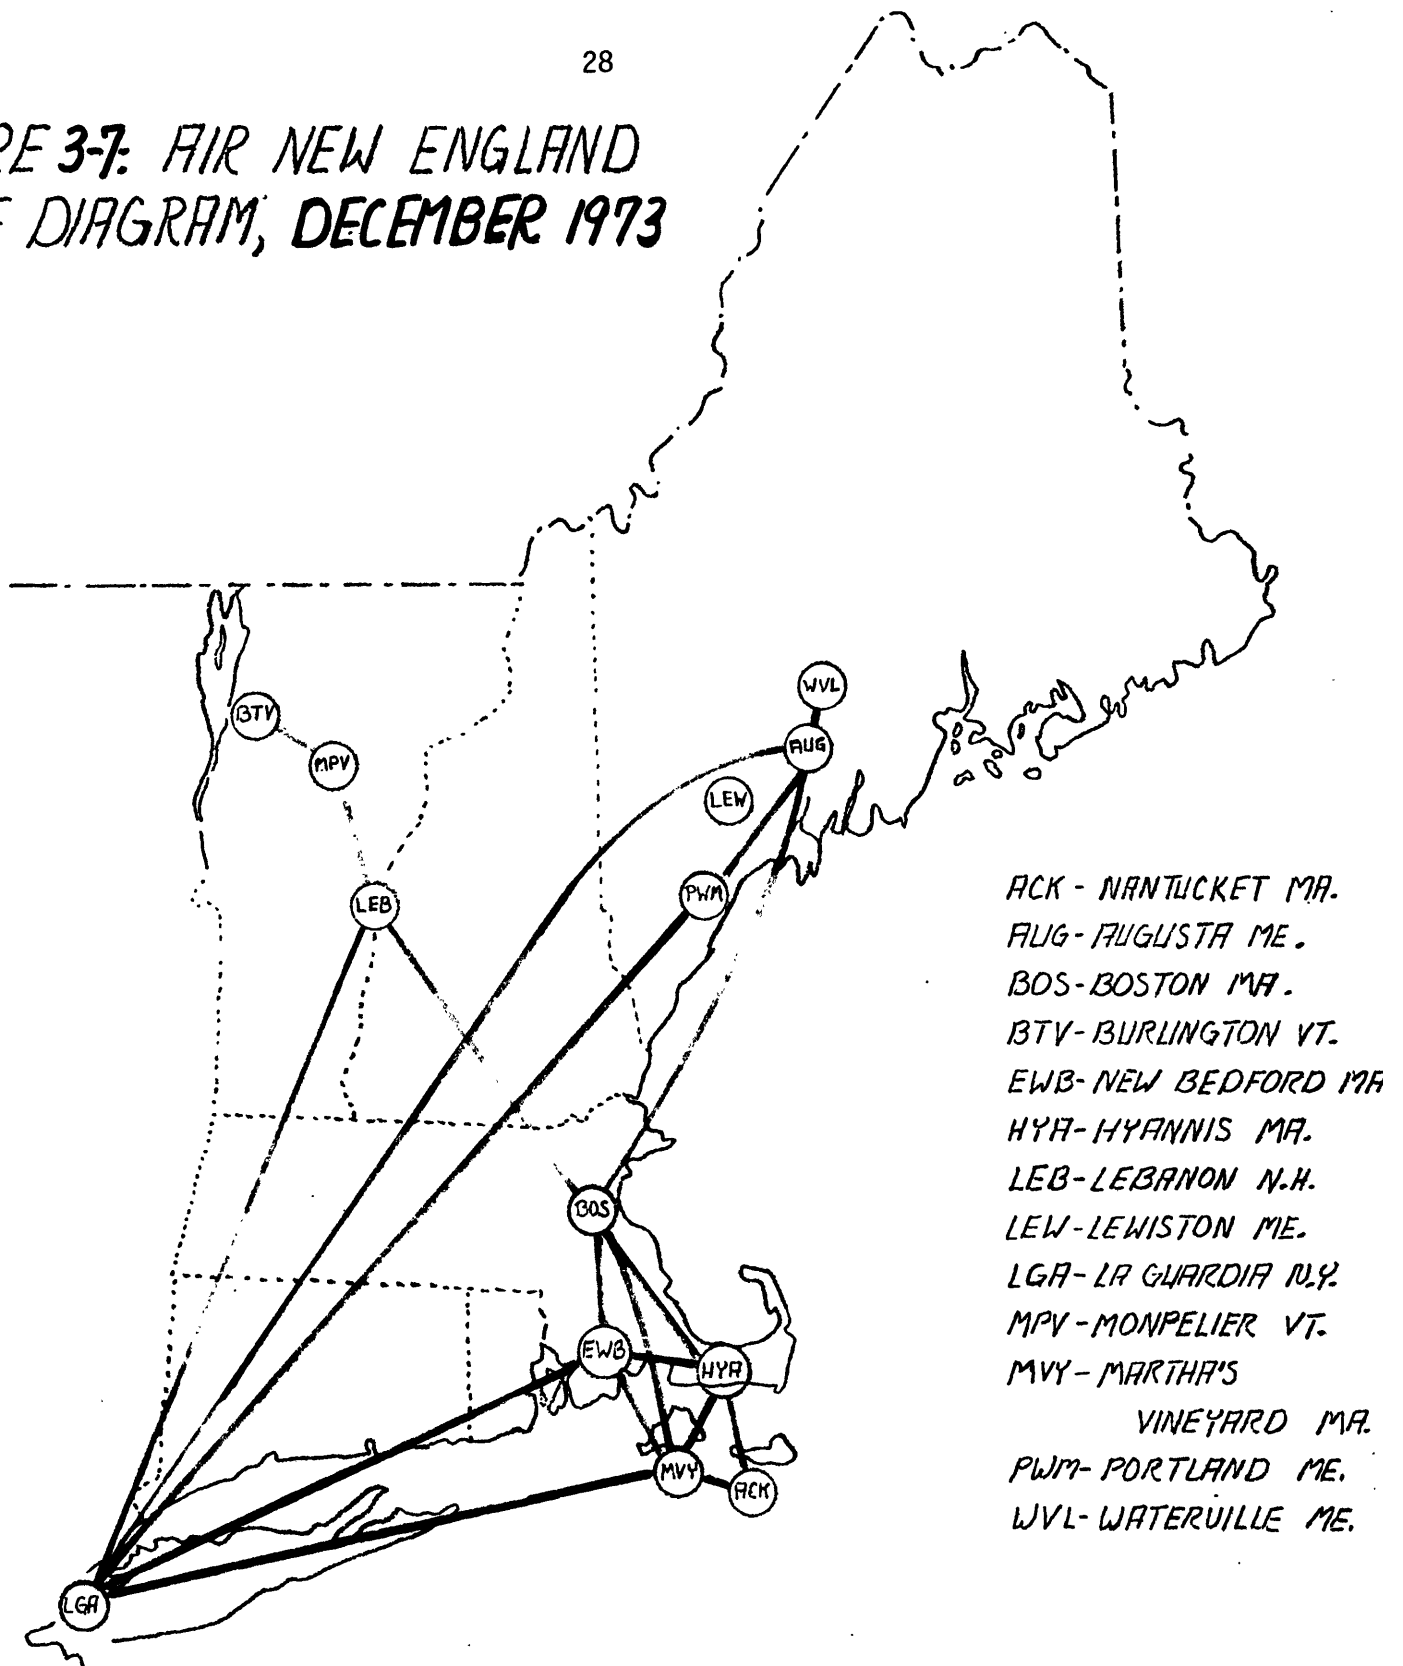 28
RE 3-7: AIR NEW ENGLAND
E DIAGRAM, DECEMBER 1973
WVL
BTV
AUG
MPV
LEW
PWM
LEB
ACK - NANTUCKET MA.
AUG - AUGUSTA ME.
BOS - BOSTON MA.
BTV - BURLINGTON VT.
EWB - NEW BEDFORD MA
HYA - HYANNIS MA.
LEB - LEBANON N.H.
LEW - LEWISTON ME.
LGA - LA GUARDIA N.Y.
MPV - MONPELIER VT.
MVY - MARTHA'S
VINEYARD MA.
PWM - PORTLAND ME.
WVL - WATERVILLE ME.
BOS
EWB
HYA
MVY
ACK
LGA